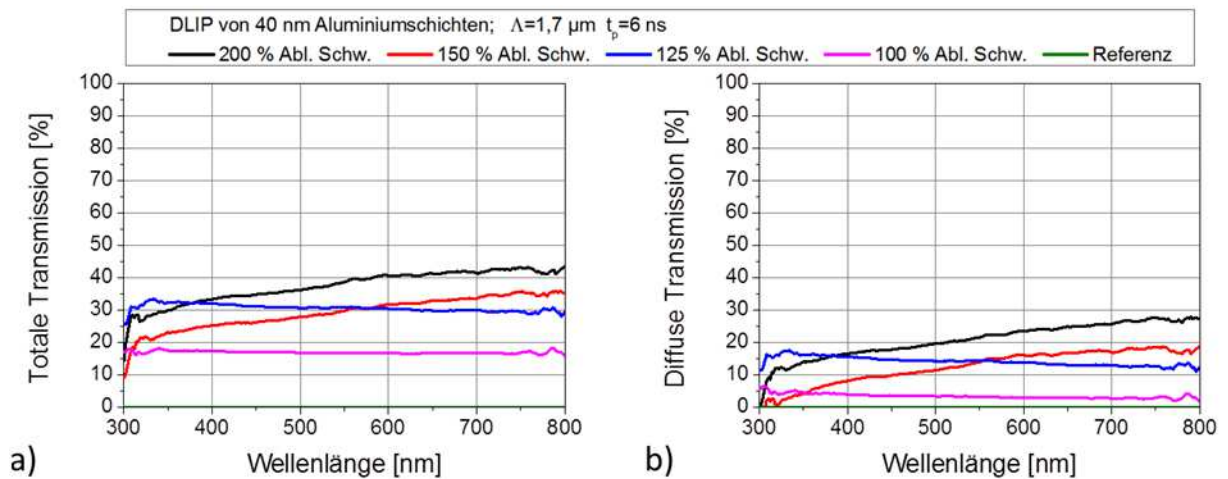 DLIP von 40 nm Aluminiumschichten; Λ=1,7 µm tp=6 ns
200 % Abl. Schw. 150 % Abl. Schw. 125 % Abl. Schw. 100 % Abl. Schw. Referenz
Totale Transmission [%]
100
90
80
70
60
50
40
30
20
10
0
300 400 500 600 700 800
Wellenlänge [nm]
a)
Diffuse Transmission [%]
100
90
80
70
60
50
40
30
20
10
0
300 400 500 600 700 800
Wellenlänge [nm]
b)